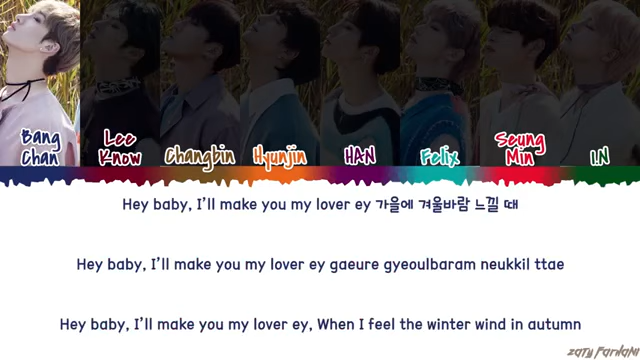 Bang Chan
Lee Know
Changbin
Hyunjin
HAN
Felix
Seung Min
I.N
Hey baby, I'll make you my lover ey 가을에 겨울바람 느낄 때
Hey baby, I'll make you my lover ey gaeure gyeoulbaram neukkil ttae
Hey baby, I'll make you my lover ey, When I feel the winter wind in autumn
ZaTy FarhaNi